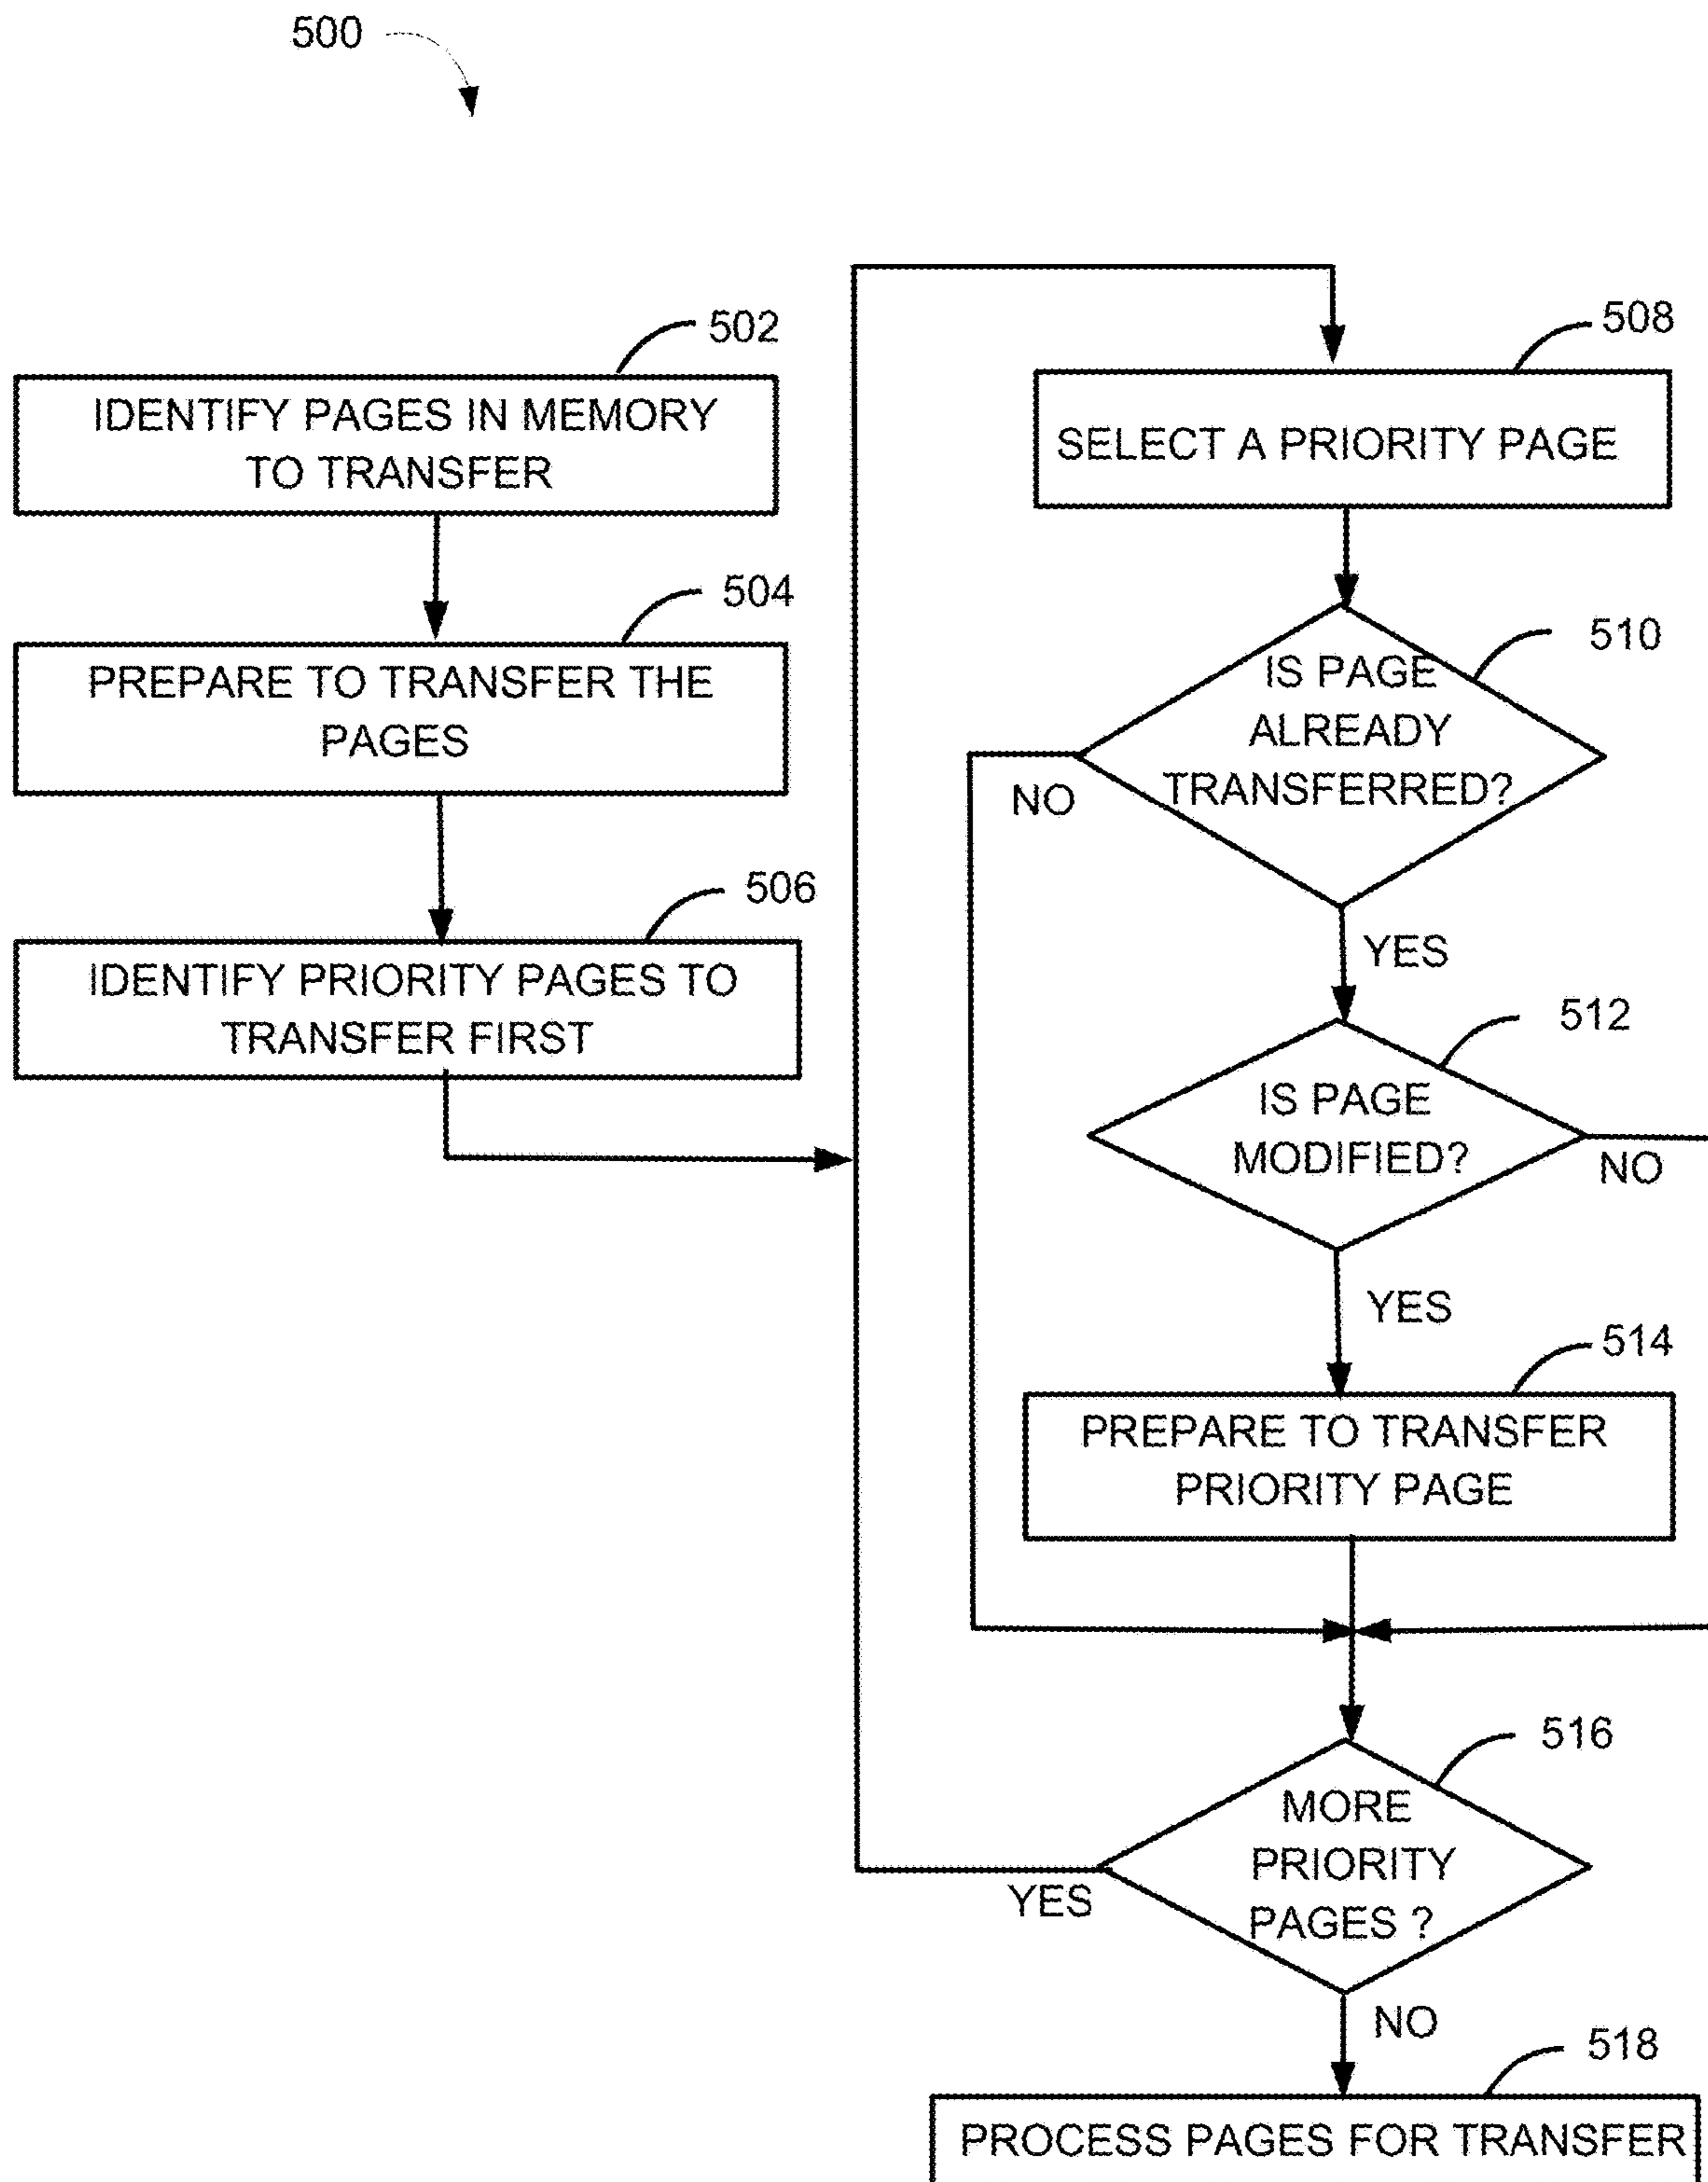 500
502
IDENTIFY PAGES IN MEMORY
TO TRANSFER
504
PREPARE TO TRANSFER THE
PAGES
506
IDENTIFY PRIORITY PAGES TO
TRANSFER FIRST
508
SELECT A PRIORITY PAGE
510
IS PAGE
ALREADY
TRANSFERRED?
NO
YES
512
IS PAGE
MODIFIED?
NO
YES
514
PREPARE TO TRANSFER
PRIORITY PAGE
516
MORE
PRIORITY
PAGES ?
YES
NO
518
PROCESS PAGES FOR TRANSFER